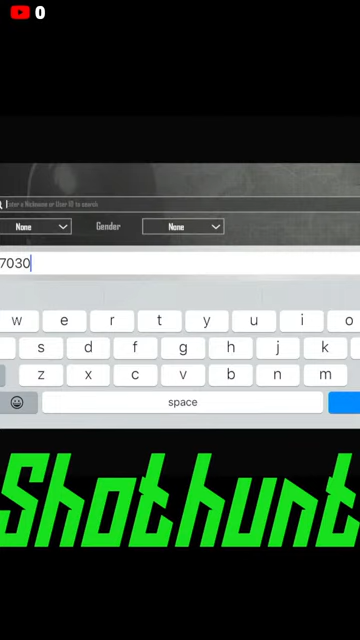 0
Enter a Nickname or User ID to search
None
Gender
None
7030
w e r t y u i o
s d f g h j k
z x c v b n m
space
Shothunt